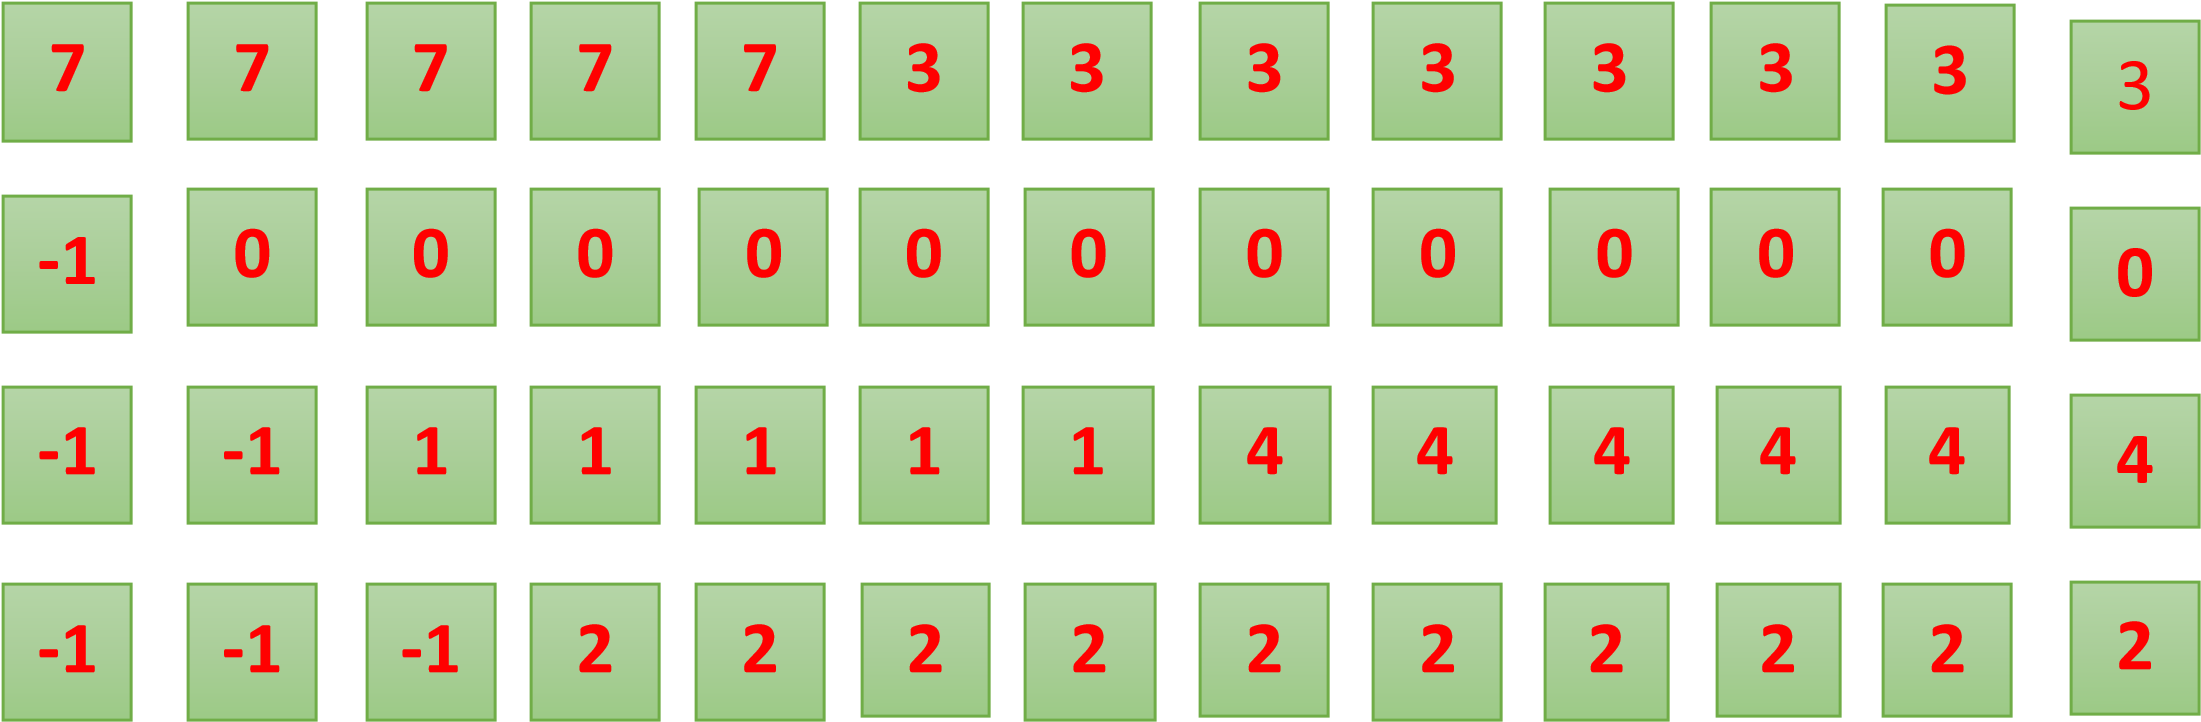 7 7 7 7 7 3 3 3 3 3 3 3 3
-1 0 0 0 0 0 0 0 0 0 0 0 0
-1 -1 1 1 1 1 1 4 4 4 4 4 4
-1 -1 -1 2 2 2 2 2 2 2 2 2 2